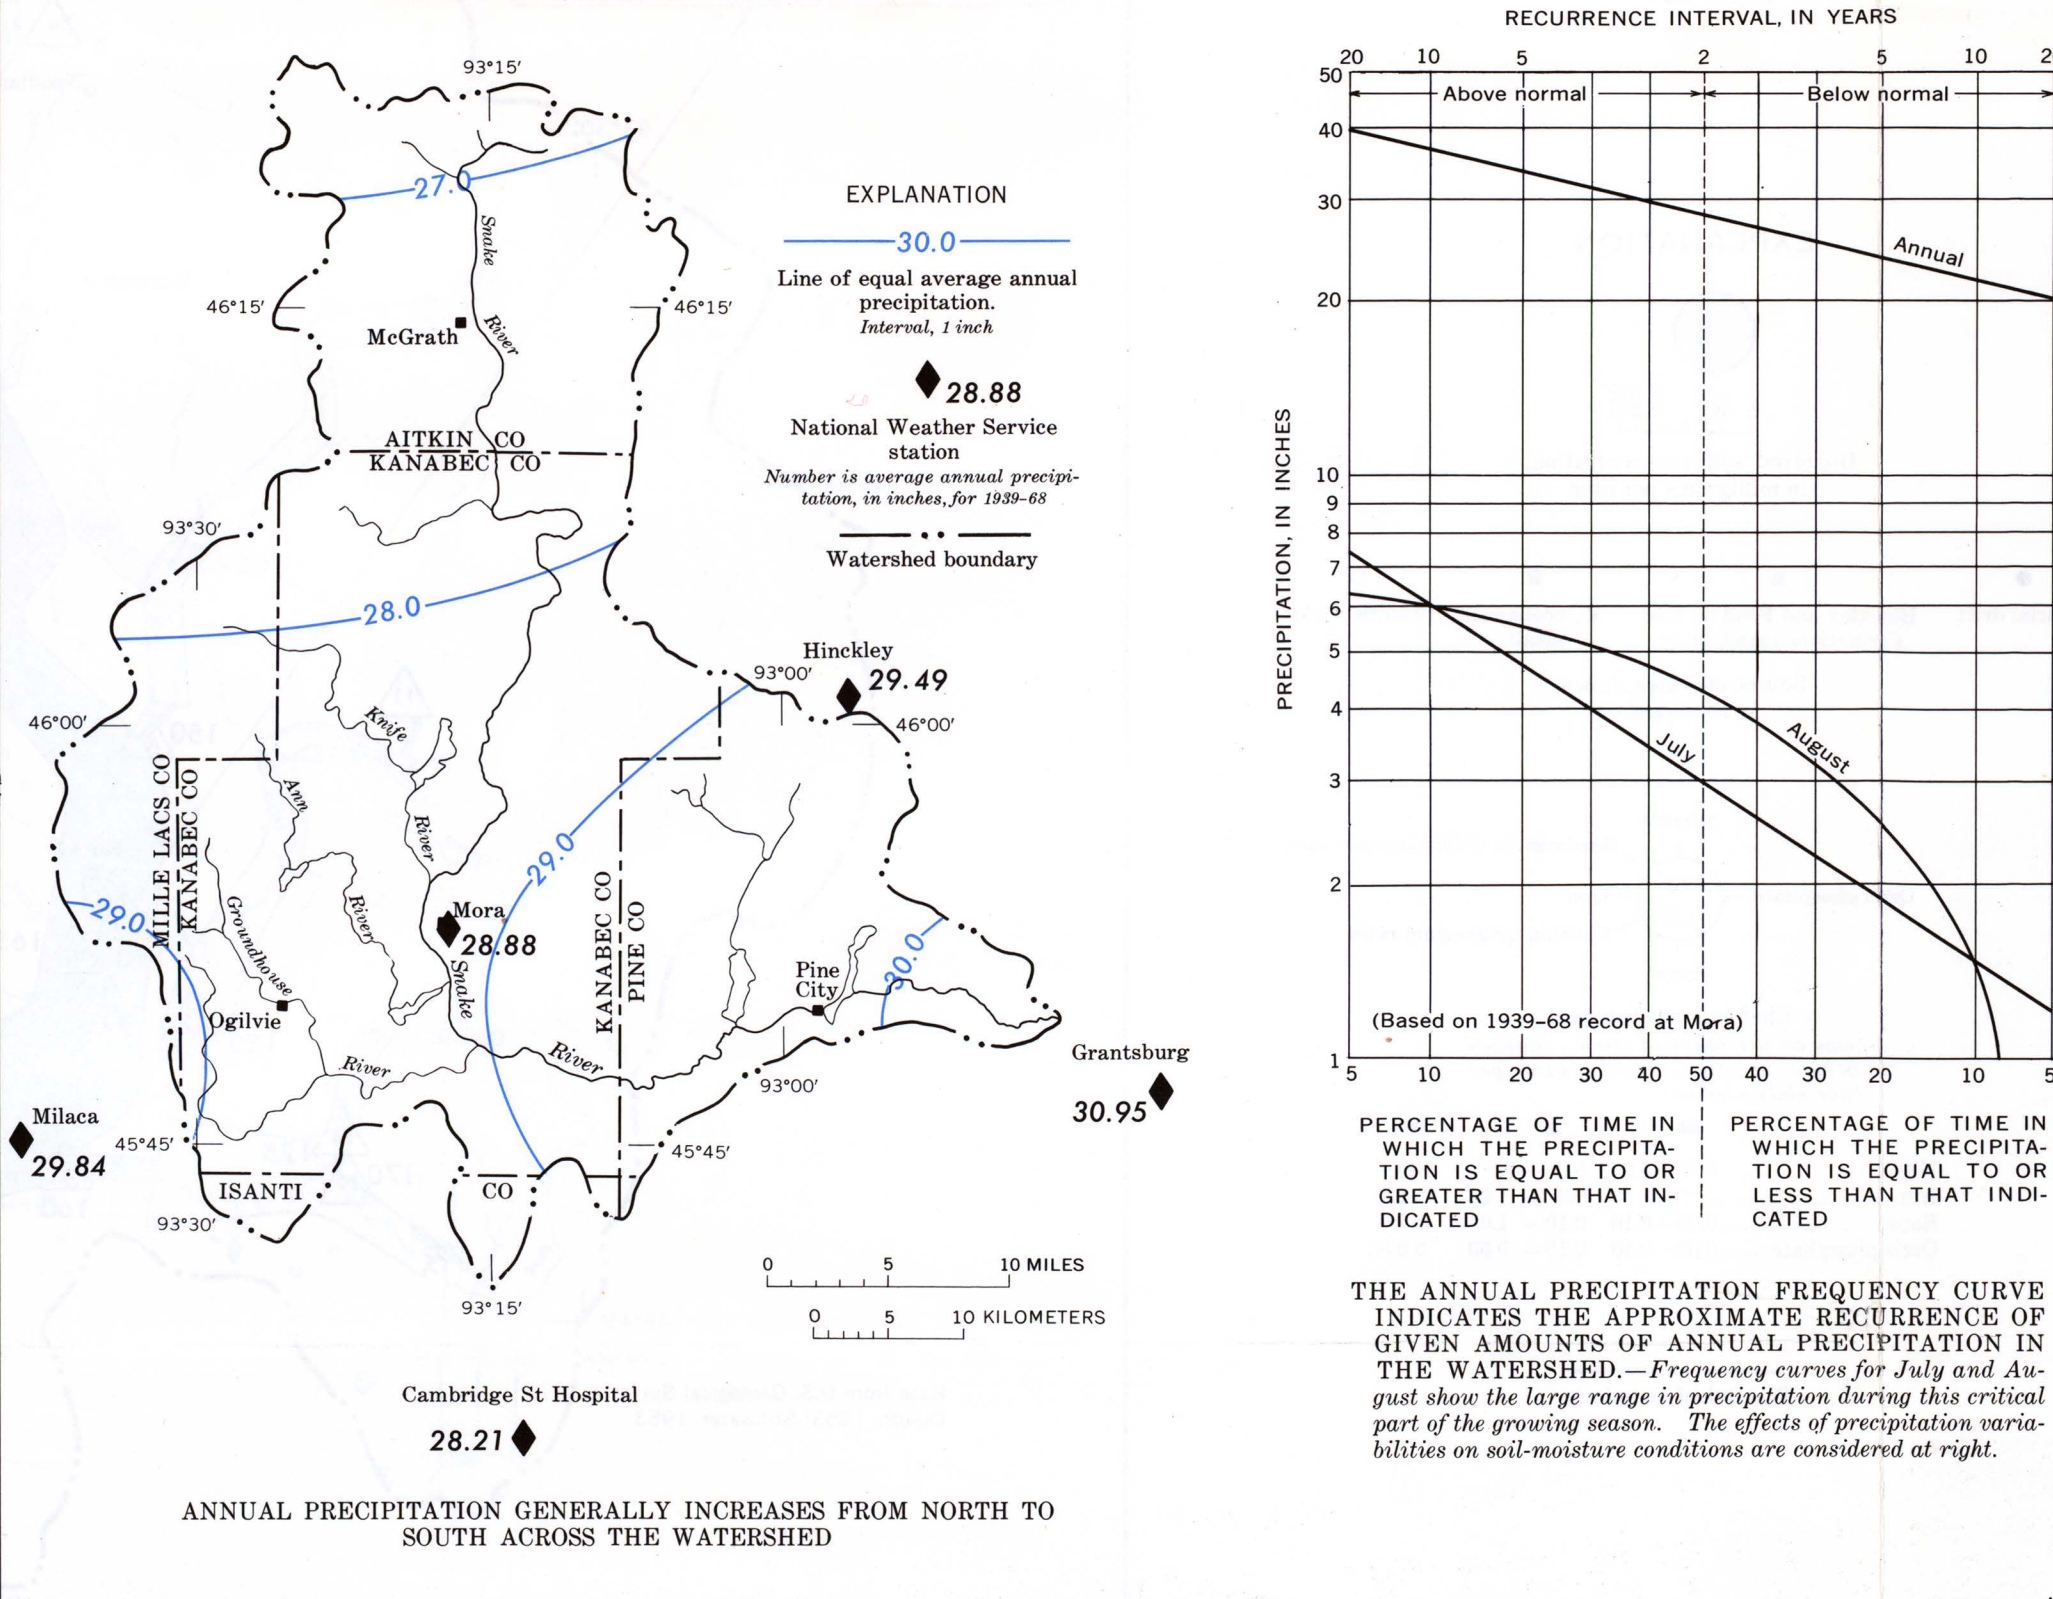 93°15′
27.0
Snake
River
46°15′
46°15′
McGrath
AITKIN CO
KANABEC CO
93°30′
28.0
Hinckley
29.49
93°00′
46°00′
46°00′
Knife
River
Ann
River
MILLE LACS CO
KANABEC CO
29.0
29.0
Groundhouse
River
Mora
28.88
Snake
River
KANABEC CO
PINE CO
Pine
City
30.0
Ogilvie
Grantsburg
30.95
93°00′
Milaca
29.84
45°45′
45°45′
ISANTI CO
93°30′
93°15′
0 5 10 MILES
0 5 10 KILOMETERS
Cambridge St Hospital
28.21
ANNUAL PRECIPITATION GENERALLY INCREASES FROM NORTH TO
SOUTH ACROSS THE WATERSHED
EXPLANATION
30.0
Line of equal average annual
precipitation.
Interval, 1 inch
28.88
National Weather Service
station
Number is average annual precipi-
tation, in inches, for 1939-68
Watershed boundary
RECURRENCE INTERVAL, IN YEARS
20 10 5 2 5 10
Above normal
Below normal
PRECIPITATION, IN INCHES
50
40
30
20
10
9
8
7
6
5
4
3
2
1
Annual
July
August
(Based on 1939-68 record at Mora)
5 10 20 30 40 50 40 30 20 10 5
PERCENTAGE OF TIME IN
WHICH THE PRECIPITA-
TION IS EQUAL TO OR
GREATER THAN THAT IN-
DICATED
PERCENTAGE OF TIME IN
WHICH THE PRECIPITA-
TION IS EQUAL TO OR
LESS THAN THAT INDI-
CATED
THE ANNUAL PRECIPITATION FREQUENCY CURVE
INDICATES THE APPROXIMATE RECURRENCE OF
GIVEN AMOUNTS OF ANNUAL PRECIPITATION IN
THE WATERSHED.—Frequency curves for July and Au-
gust show the large range in precipitation during this critical
part of the growing season. The effects of precipitation varia-
bilities on soil-moisture conditions are considered at right.